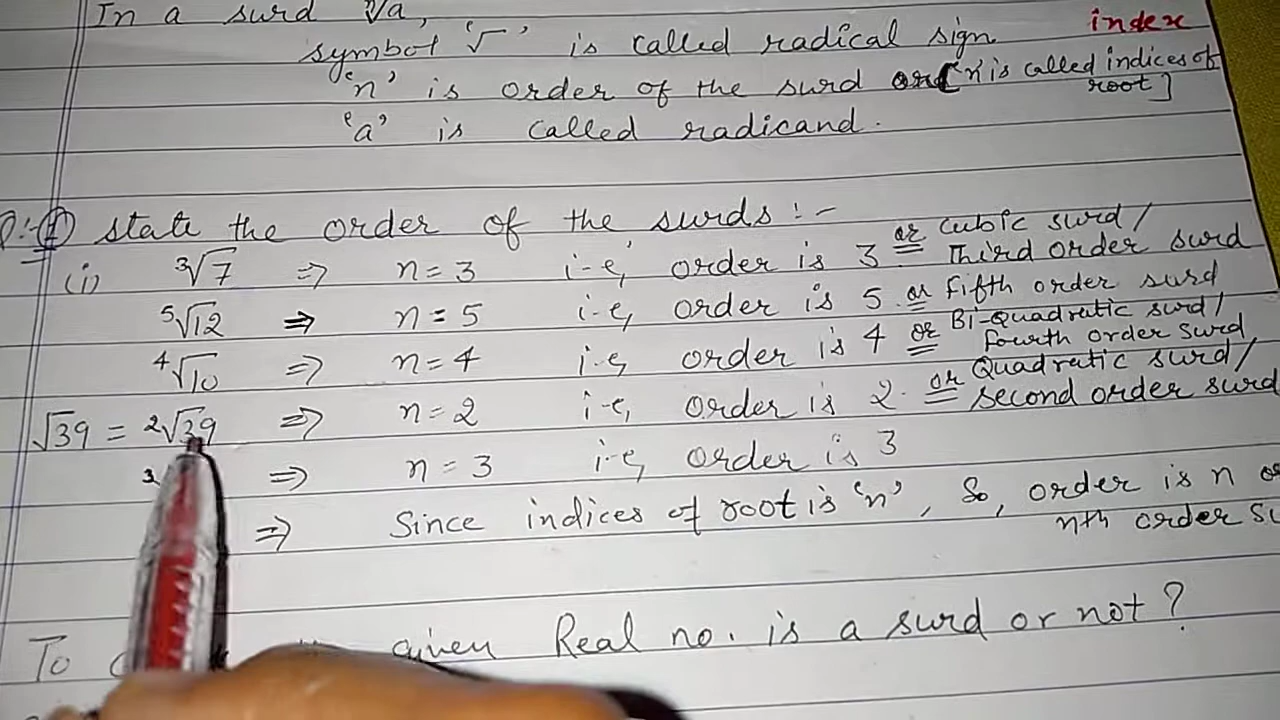 In a surd ⁿ√a,
index
symbol '√' is called radical sign
'n' is order of the surd or [n is called indices of root]
'a' is called radicand.
Q:-① state the order of the surds :-
(i) ³√7 ⇒ n = 3 i-e, order is 3 or cubic surd / Third order surd
⁵√12 ⇒ n = 5 i-e, order is 5 or Fifth order surd
⁴√10 ⇒ n = 4 i-e, order is 4 or Bi-Quadratic surd / fourth order surd
√39 = ²√39 ⇒ n = 2 i-e, order is 2. or Quadratic surd / second order surd
3 ⇒ n = 3 i-e, order is 3
⇒ Since indices of root is 'n', So, order is n or nth order
To given Real no. is a surd or not?